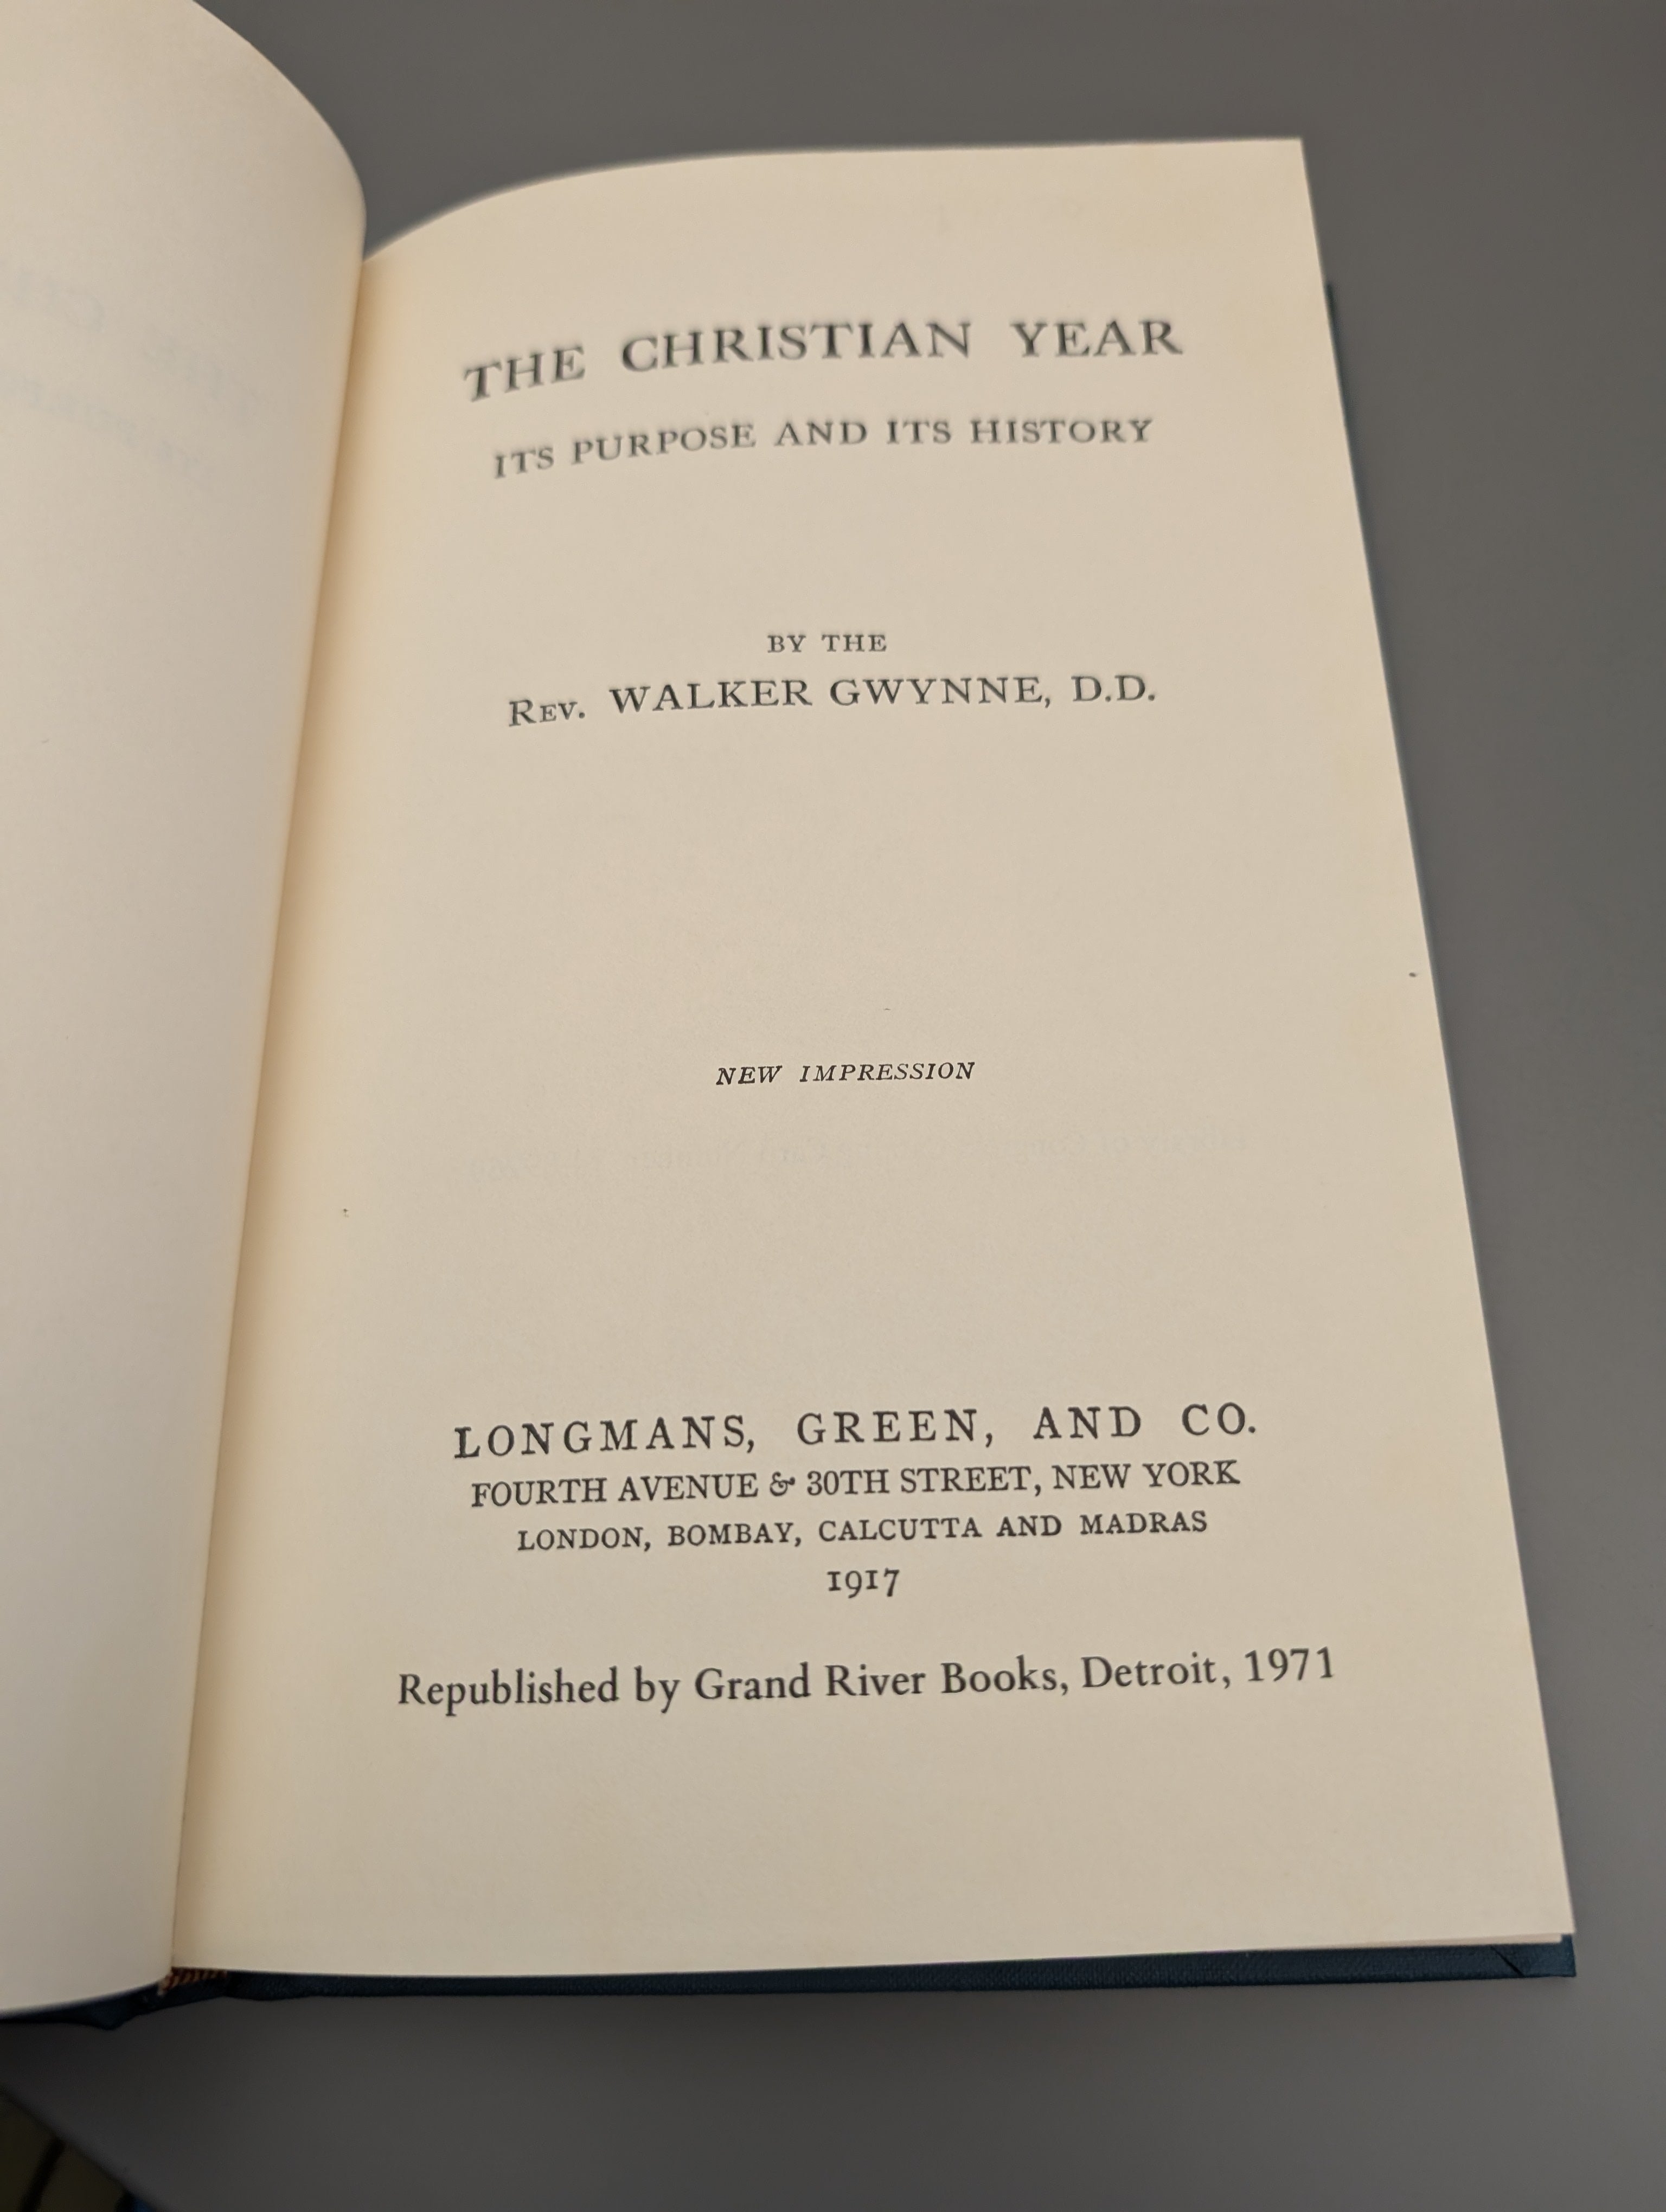 THE CHRISTIAN YEAR
ITS PURPOSE AND ITS HISTORY
BY THE
REV. WALKER GWYNNE, D.D.
NEW IMPRESSION
LONGMANS, GREEN, AND CO.
FOURTH AVENUE & 30TH STREET, NEW YORK
LONDON, BOMBAY, CALCUTTA AND MADRAS
1917
Republished by Grand River Books, Detroit, 1971